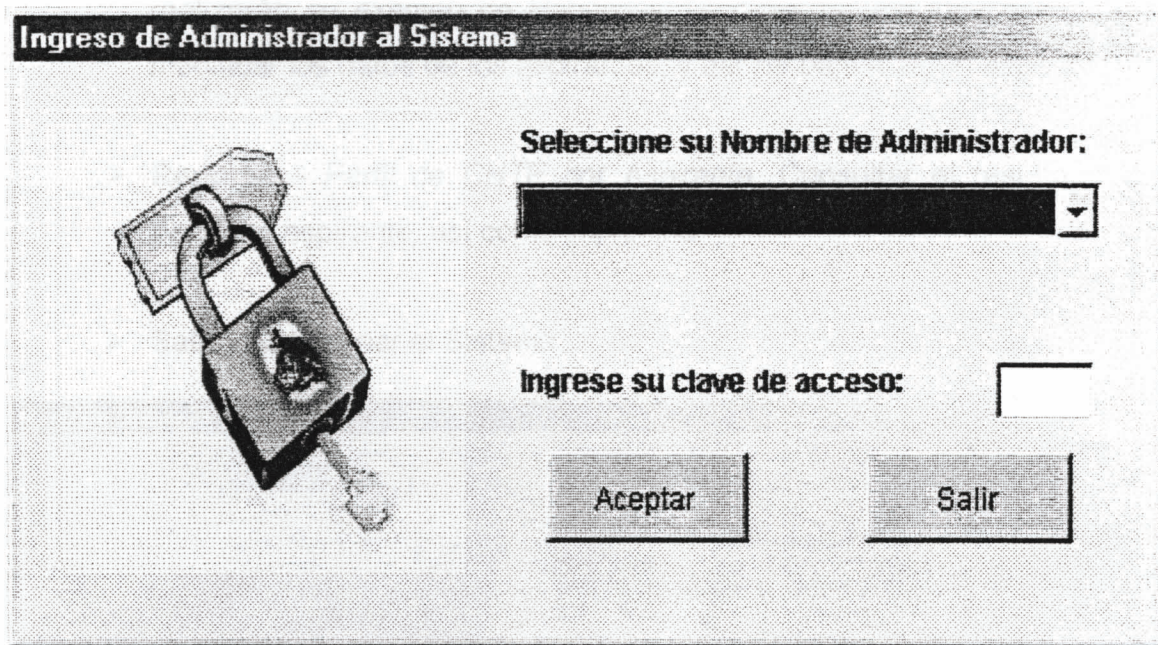 Ingreso de Administrador al Sistema
Seleccione su Nombre de Administrador:
Ingrese su clave de acceso:
Aceptar
Salir